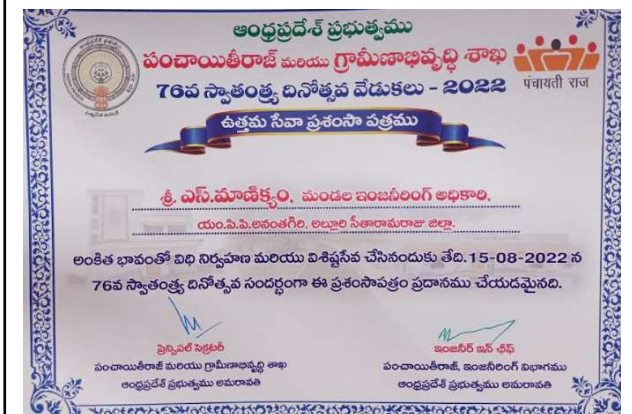 ఆంధ్రప్రదేశ్ ప్రభుత్వము
పంచాయితీరాజ్ మరియు గ్రామీణాభివృద్ధి శాఖ
76వ స్వాతంత్ర్య దినోత్సవ వేడుకలు - 2022
पंचायती राज
ఉత్తమ సేవా ప్రశంసా పత్రము
శ్రీ. ఎస్.మాణిక్యం, మండల ఇంజనీరింగ్ అధికారి.
యం.పి.పి.అనంతగిరి, అల్లూరి సీతారామరాజు జిల్లా.
అంకిత భావంతో విధి నిర్వహణ మరియు విశిష్టసేవ చేసినందుకు తేది.15-08-2022 న
76వ స్వాతంత్ర్య దినోత్సవ సందర్భంగా ఈ ప్రశంసాపత్రం ప్రదానము చేయడమైనది.
ప్రిన్సిపల్ సెక్రటరీ
పంచాయితీరాజ్ మరియు గ్రామీణాభివృద్ధి శాఖ
ఆంధ్రప్రదేశ్ ప్రభుత్వము అమరావతి
ఇంజనీర్ ఇన్ ఛీఫ్
పంచాయితీరాజ్, ఇంజనీరింగ్ విభాగము
ఆంధ్రప్రదేశ్ ప్రభుత్వము అమరావతి